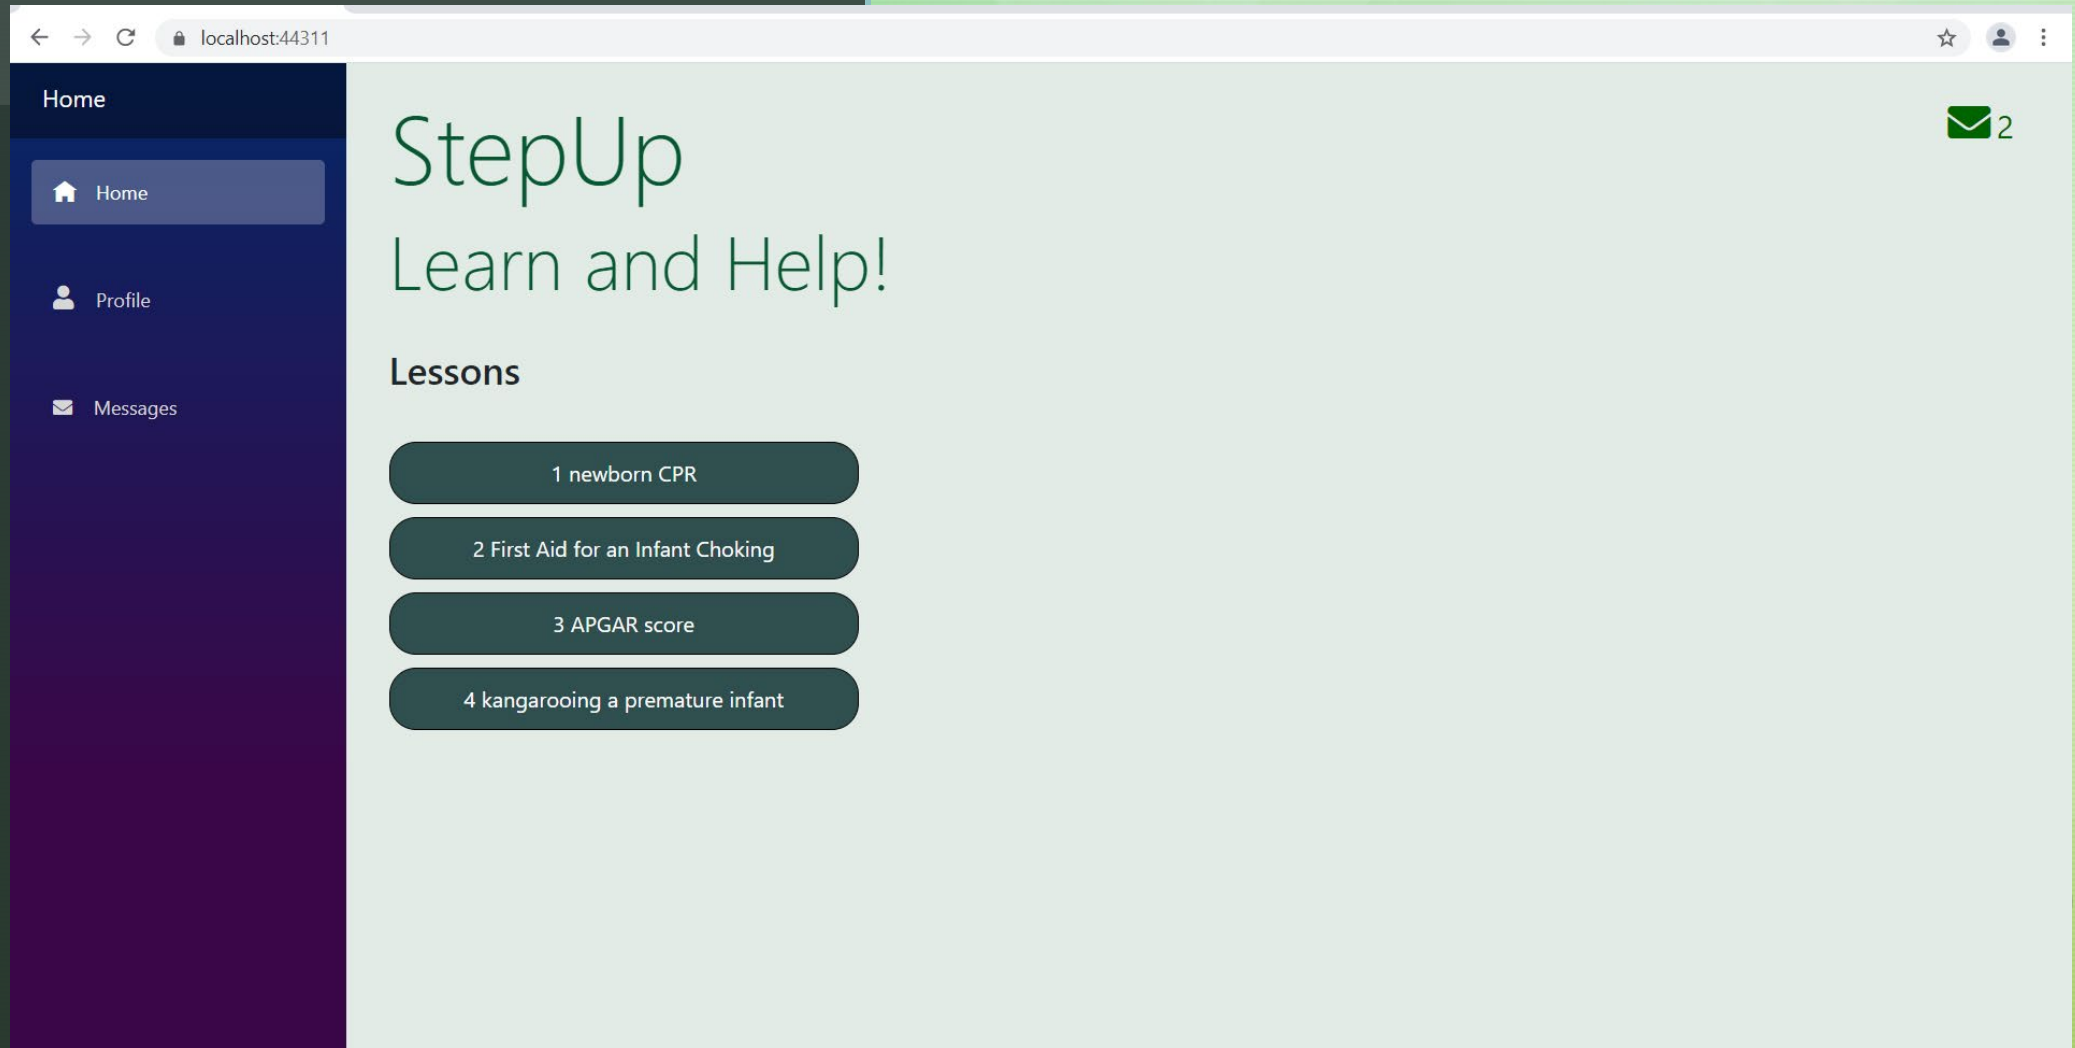 localhost:44311
Home
Home
Profile
Messages
StepUp
2
Learn and Help!
Lessons
1 newborn CPR
2 First Aid for an Infant Choking
3 APGAR score
4 kangarooing a premature infant